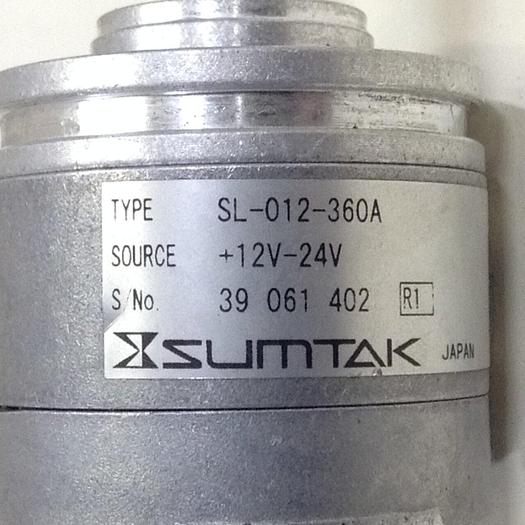 TYPE SL-012-360A
SOURCE +12V-24V
S/No. 39 061 402 R1
SUMTAK JAPAN